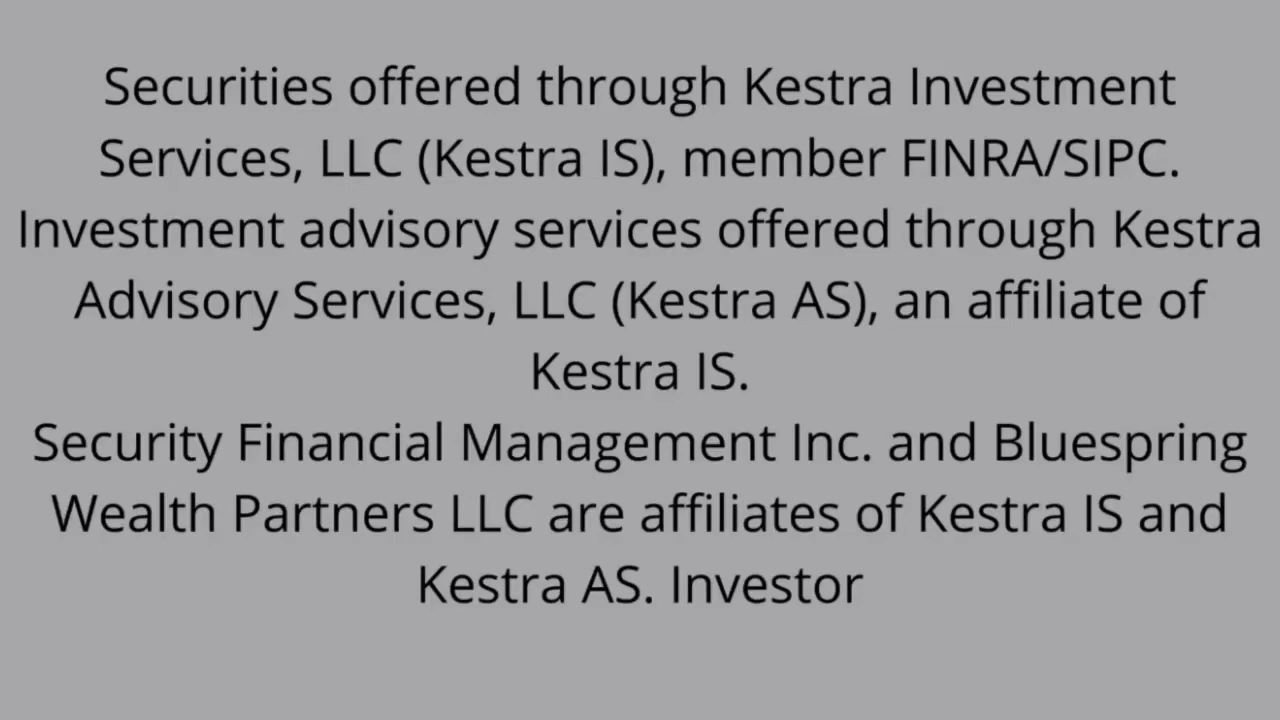 Securities offered through Kestra Investment
Services, LLC (Kestra IS), member FINRA/SIPC.
Investment advisory services offered through Kestra
Advisory Services, LLC (Kestra AS), an affiliate of
Kestra IS.
Security Financial Management Inc. and Bluespring
Wealth Partners LLC are affiliates of Kestra IS and
Kestra AS. Investor